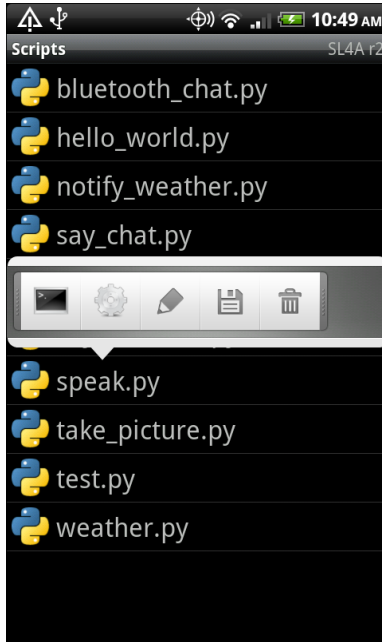 10:49 AM
Scripts SL4A r2
bluetooth_chat.py
hello_world.py
notify_weather.py
say_chat.py
speak.py
take_picture.py
test.py
weather.py